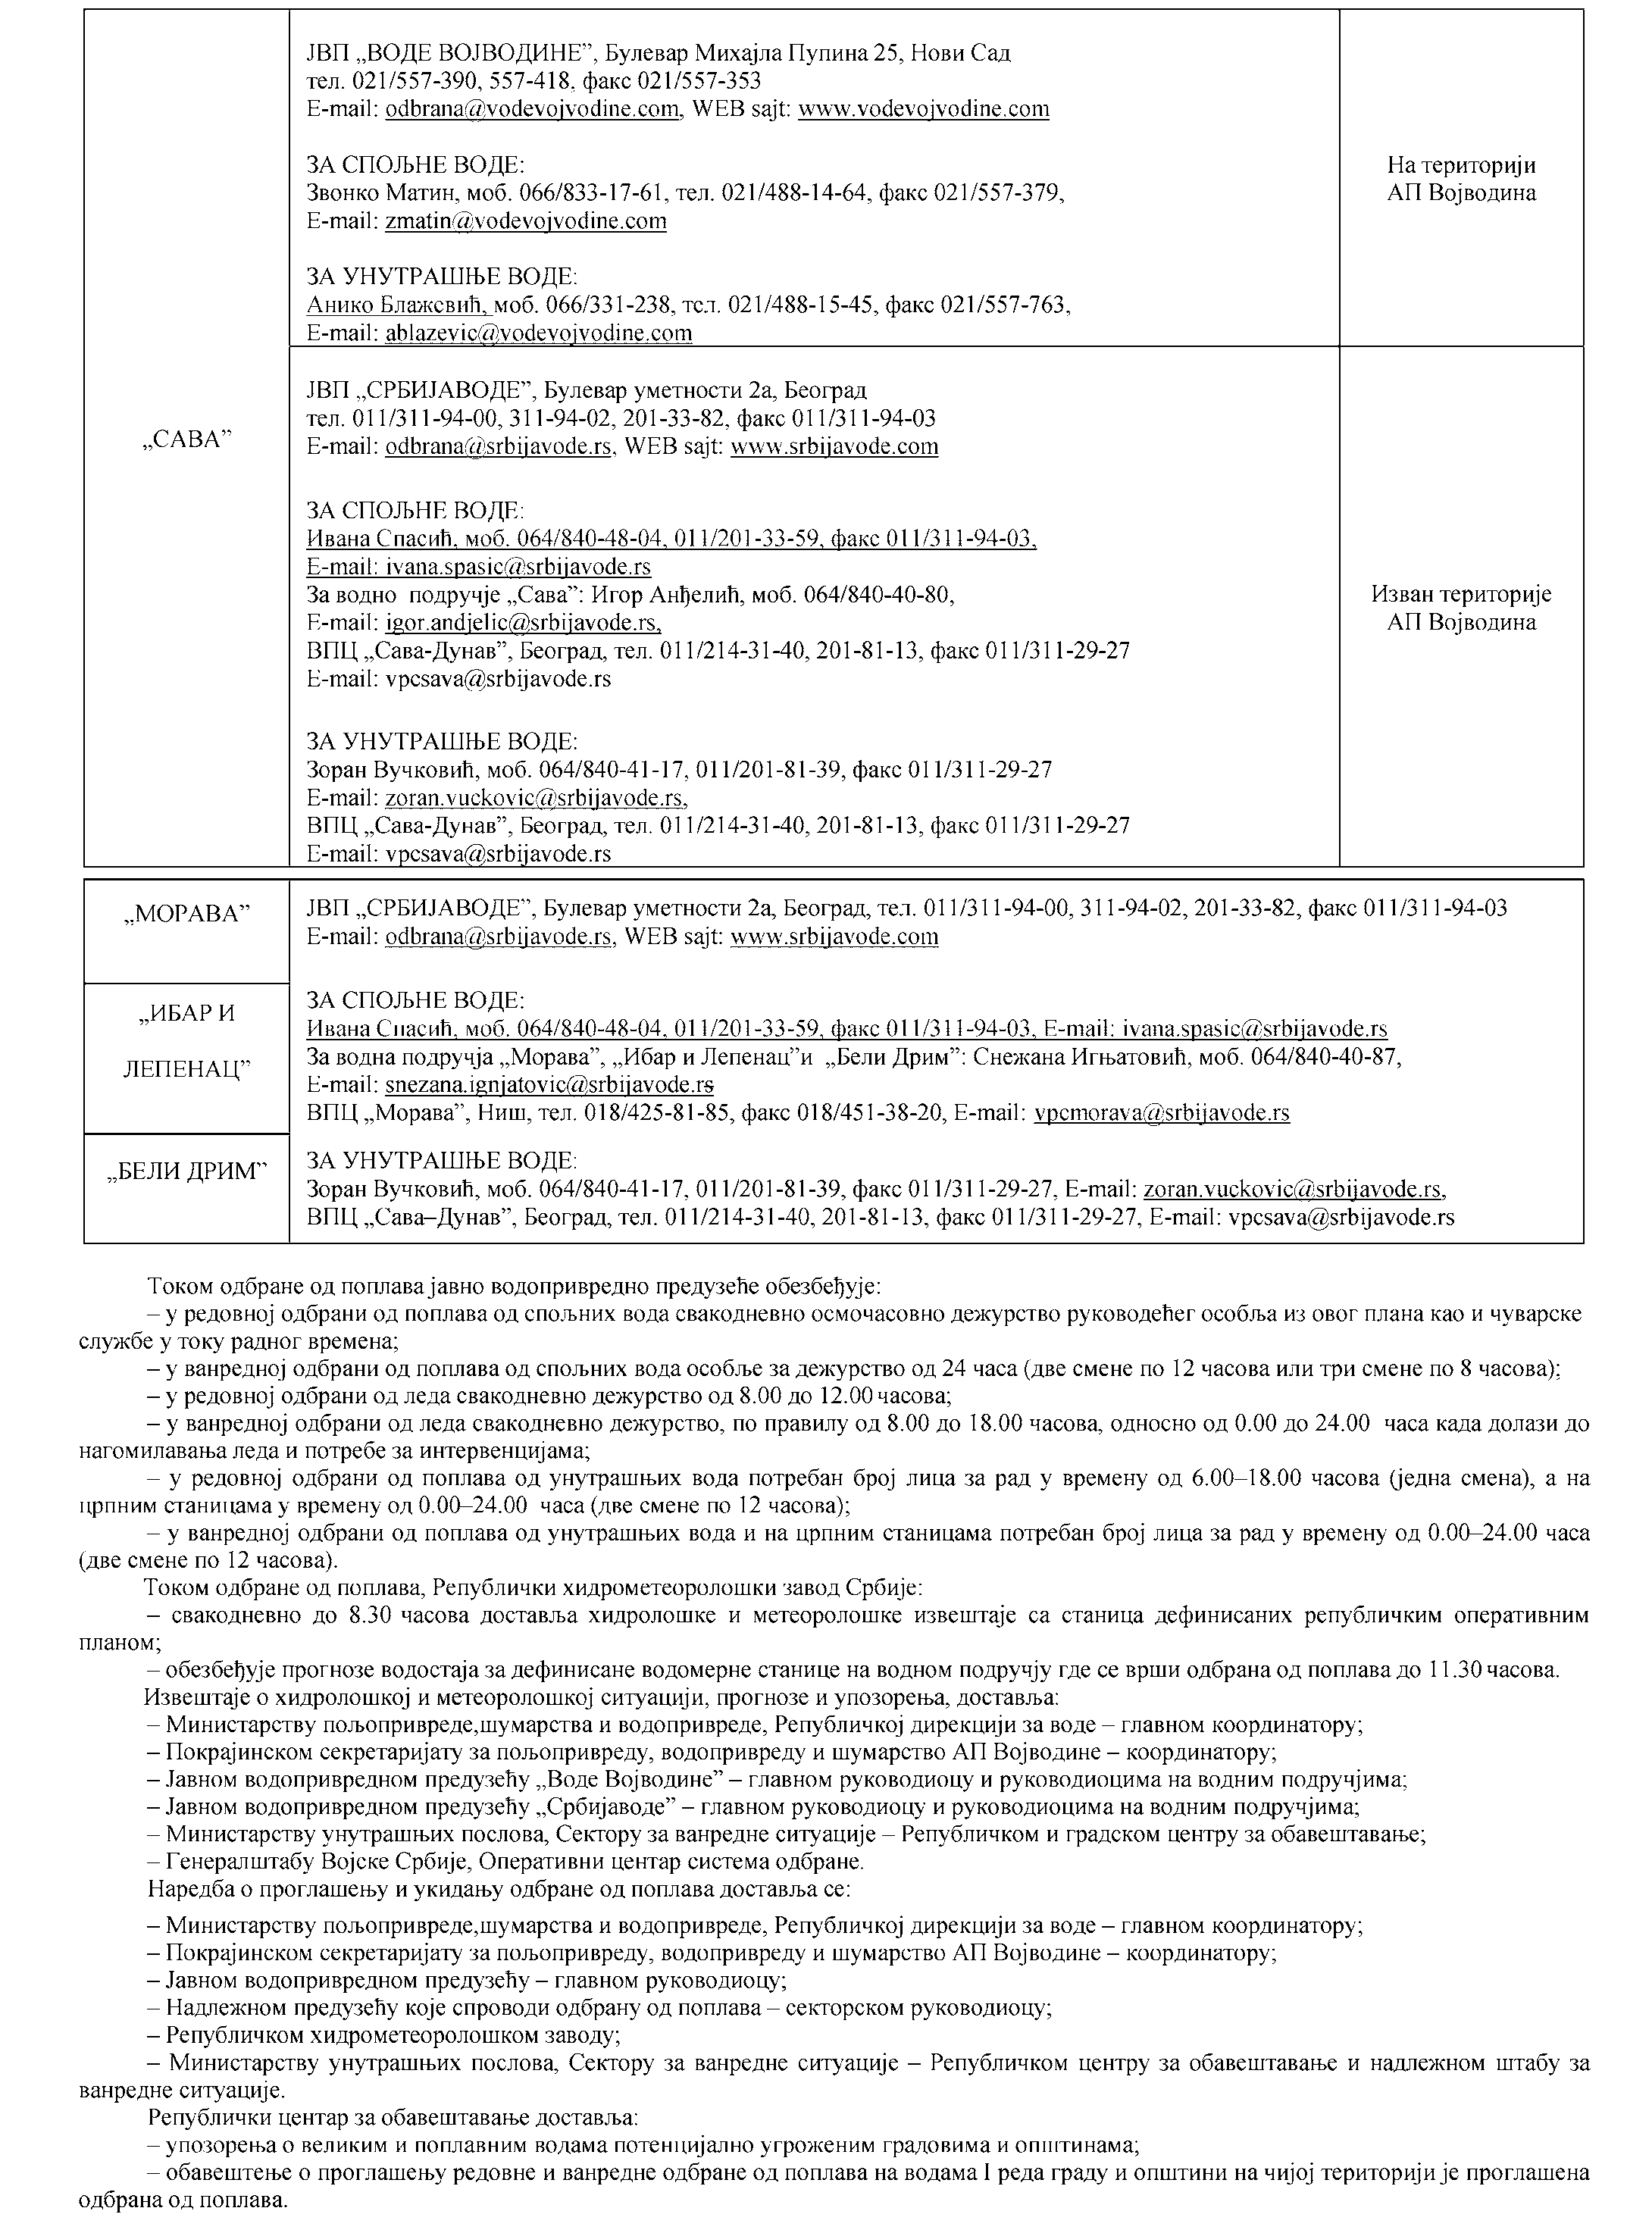 „САВА”
ЈВП „ВОДЕ ВОЈВОДИНЕ”, Булевар Михајла Пупина 25, Нови Сад
тел. 021/557-390, 557-418, факс 021/557-353
E-mail: odbrana@vodevojvodine.com, WEB sajt: www.vodevojvodine.com
ЗА СПОЉНЕ ВОДЕ:
Звонко Матин, моб. 066/833-17-61, тел. 021/488-14-64, факс 021/557-379,
E-mail: zmatin@vodevojvodine.com
ЗА УНУТРАШЊЕ ВОДЕ:
Анико Блажевић, моб. 066/331-238, тел. 021/488-15-45, факс 021/557-763,
E-mail: ablazevic@vodevojvodine.com
На територији
АП Војводина
ЈВП „СРБИЈАВОДЕ”, Булевар уметности 2а, Београд
тел. 011/311-94-00, 311-94-02, 201-33-82, факс 011/311-94-03
E-mail: odbrana@srbijavode.rs, WEB sajt: www.srbijavode.com
ЗА СПОЉНЕ ВОДЕ:
Ивана Спасић, моб. 064/840-48-04, 011/201-33-59, факс 011/311-94-03,
E-mail: ivana.spasic@srbijavode.rs
За водно подручје „Сава”: Игор Анђелић, моб. 064/840-40-80,
E-mail: igor.andjelic@srbijavode.rs,
ВПЦ „Сава-Дунав”, Београд, тел. 011/214-31-40, 201-81-13, факс 011/311-29-27
E-mail: vpcsava@srbijavode.rs
ЗА УНУТРАШЊЕ ВОДЕ:
Зоран Вучковић, моб. 064/840-41-17, 011/201-81-39, факс 011/311-29-27
E-mail: zoran.vuckovic@srbijavode.rs,
ВПЦ „Сава-Дунав”, Београд, тел. 011/214-31-40, 201-81-13, факс 011/311-29-27
E-mail: vpcsava@srbijavode.rs
Изван територије
АП Војводина
„МОРАВА”
„ИБАР И
ЛЕПЕНАЦ”
„БЕЛИ ДРИМ”
ЈВП „СРБИЈАВОДЕ”, Булевар уметности 2а, Београд, тел. 011/311-94-00, 311-94-02, 201-33-82, факс 011/311-94-03
E-mail: odbrana@srbijavode.rs, WEB sajt: www.srbijavode.com
ЗА СПОЉНЕ ВОДЕ:
Ивана Спасић, моб. 064/840-48-04, 011/201-33-59, факс 011/311-94-03, E-mail: ivana.spasic@srbijavode.rs
За водна подручја „Морава”, „Ибар и Лепенац”и „Бели Дрим”: Снежана Игњатовић, моб. 064/840-40-87,
E-mail: snezana.ignjatovic@srbijavode.rs
ВПЦ „Морава”, Ниш, тел. 018/425-81-85, факс 018/451-38-20, E-mail: vpcmorava@srbijavode.rs
ЗА УНУТРАШЊЕ ВОДЕ:
Зоран Вучковић, моб. 064/840-41-17, 011/201-81-39, факс 011/311-29-27, E-mail: zoran.vuckovic@srbijavode.rs,
ВПЦ „Сава–Дунав”, Београд, тел. 011/214-31-40, 201-81-13, факс 011/311-29-27, E-mail: vpcsava@srbijavode.rs
Током одбране од поплава јавно водопривредно предузеће обезбеђује:
– у редовној одбрани од поплава од спољних вода свакодневно осмочасовно дежурство руководећег особља из овог плана као и чуварске
службе у току радног времена;
– у ванредној одбрани од поплава од спољних вода особље за дежурство од 24 часа (две смене по 12 часова или три смене по 8 часова);
– у редовној одбрани од леда свакодневно дежурство од 8.00 до 12.00 часова;
– у ванредној одбрани од леда свакодневно дежурство, по правилу од 8.00 до 18.00 часова, односно од 0.00 до 24.00 часа када долази до
нагомилавања леда и потребе за интервенцијама;
– у редовној одбрани од поплава од унутрашњих вода потребан број лица за рад у времену од 6.00–18.00 часова (једна смена), а на
црпним станицама у времену од 0.00–24.00 часа (две смене по 12 часова);
– у ванредној одбрани од поплава од унутрашњих вода и на црпним станицама потребан број лица за рад у времену од 0.00–24.00 часа
(две смене по 12 часова).
Током одбране од поплава, Републички хидрометеоролошки завод Србије:
– свакодневно до 8.30 часова доставља хидролошке и метеоролошке извештаје са станица дефинисаних републичким оперативним
планом;
– обезбеђује прогнозе водостаја за дефинисане водомерне станице на водном подручју где се врши одбрана од поплава до 11.30 часова.
Извештаје о хидролошкој и метеоролошкој ситуацији, прогнозе и упозорења, доставља:
– Министарству пољопривреде,шумарства и водопривреде, Републичкој дирекцији за воде – главном координатору;
– Покрајинском секретаријату за пољопривреду, водопривреду и шумарство АП Војводине – координатору;
– Јавном водопривредном предузећу „Воде Војводине” – главном руководиоцу и руководиоцима на водним подручјима;
– Јавном водопривредном предузећу „Србијаводе” – главном руководиоцу и руководиоцима на водним подручјима;
– Министарству унутрашњих послова, Сектору за ванредне ситуације – Републичком и градском центру за обавештавање;
– Генералштабу Војске Србије, Оперативни центар система одбране.
Наредба о проглашењу и укидању одбране од поплава доставља се:
– Министарству пољопривреде,шумарства и водопривреде, Републичкој дирекцији за воде – главном координатору;
– Покрајинском секретаријату за пољопривреду, водопривреду и шумарство АП Војводине – координатору;
– Јавном водопривредном предузећу – главном руководиоцу;
– Надлежном предузећу које спроводи одбрану од поплава – секторском руководиоцу;
– Републичком хидрометеоролошком заводу;
– Министарству унутрашњих послова, Сектору за ванредне ситуације – Републичком центру за обавештавање и надлежном штабу за
ванредне ситуације.
Републички центар за обавештавање доставља:
– упозорења о великим и поплавним водама потенцијално угроженим градовима и општинама;
– обавештење о проглашењу редовне и ванредне одбране од поплава на водама I реда граду и општини на чијој територији је проглашена
одбрана од поплава.